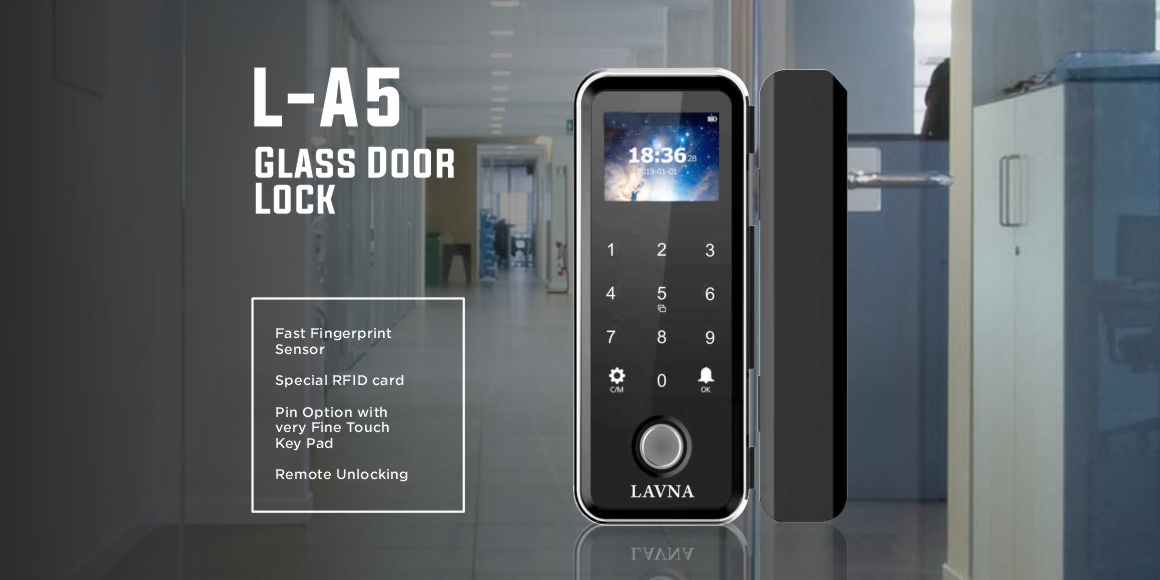 L-A5
GLASS DOOR
LOCK
Fast Fingerprint
Sensor
Special RFID card
Pin Option with
very Fine Touch
Key Pad
Remote Unlocking
18:36 28
2019-01-01
1 2 3
4 5 6
7 8 9
0
C/M OK
LAVNA